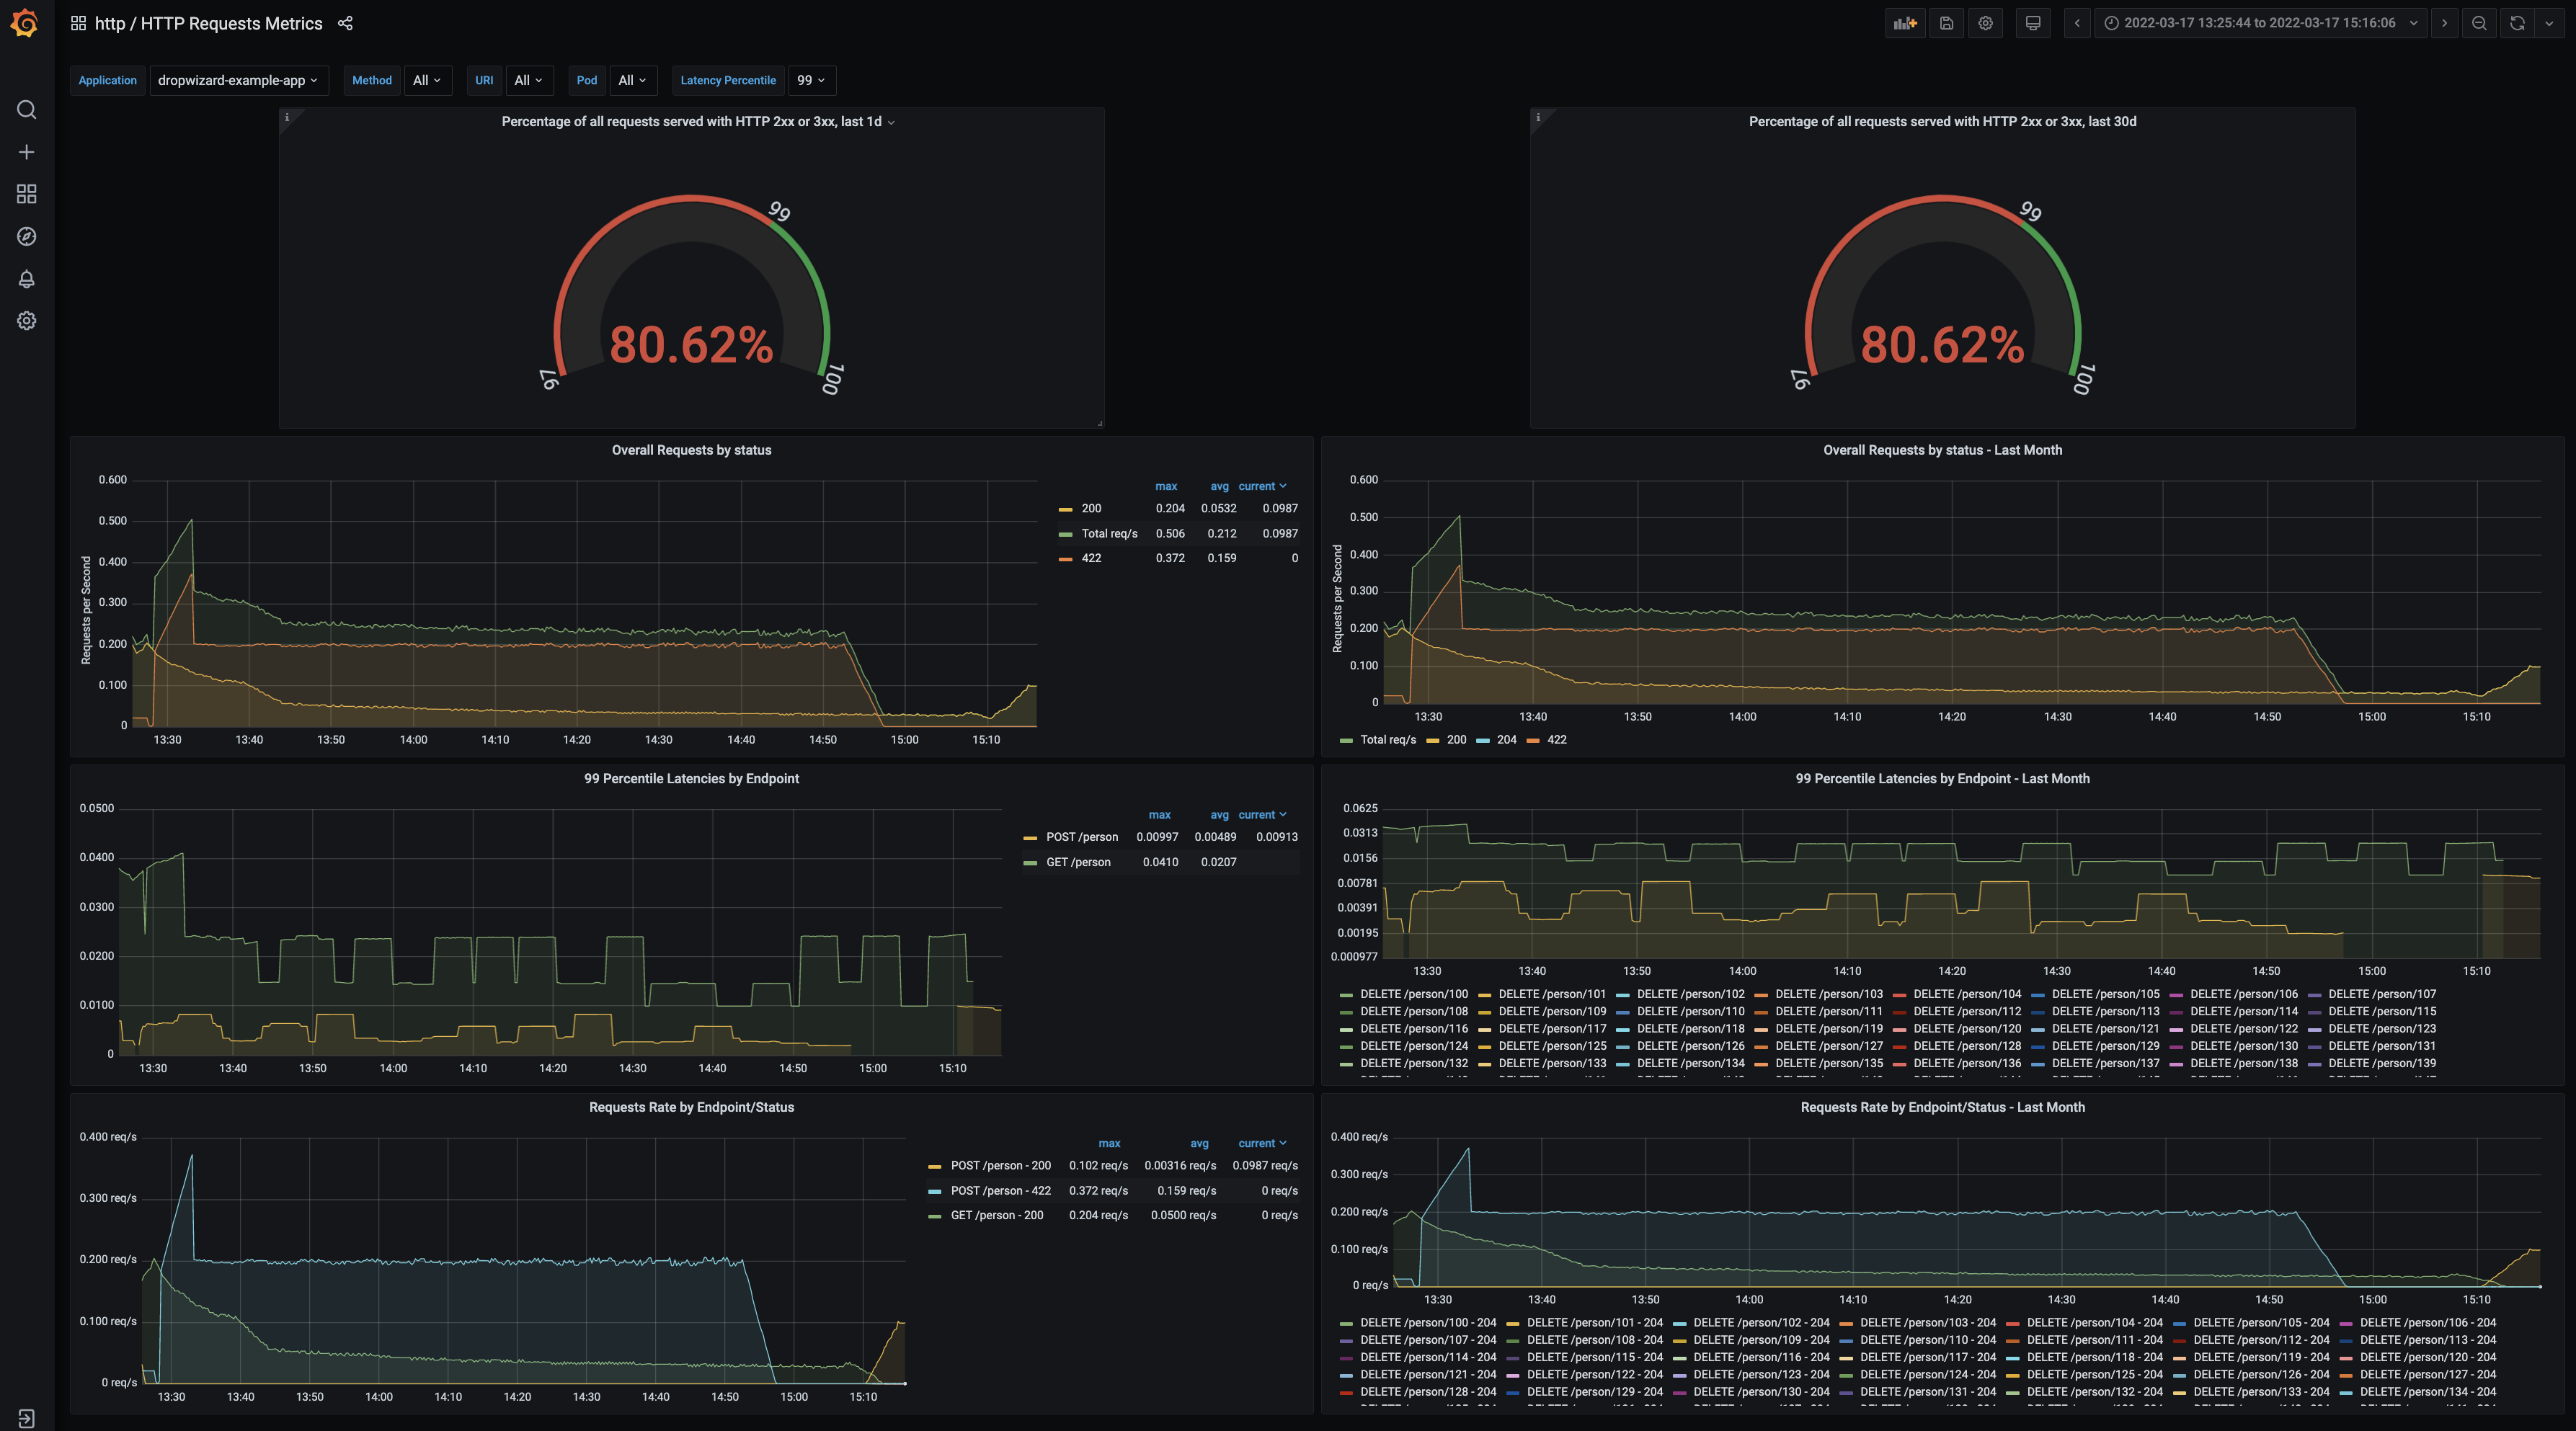 http / HTTP Requests Metrics
2022-03-17 13:25:44 to 2022-03-17 15:16:06
Application dropwizard-example-app Method All URI All Pod All Latency Percentile 99
Percentage of all requests served with HTTP 2xx or 3xx, last 1d
97 99 100
80.62%
Percentage of all requests served with HTTP 2xx or 3xx, last 30d
97 99 100
80.62%
Overall Requests by status
Requests per Second
0.600
0.500
0.400
0.300
0.200
0.100
0
13:30 13:40 13:50 14:00 14:10 14:20 14:30 14:40 14:50 15:00 15:10
max avg current
200 0.204 0.0532 0.0987
Total req/s 0.506 0.212 0.0987
422 0.372 0.159 0
Overall Requests by status - Last Month
Requests per Second
0.600
0.500
0.400
0.300
0.200
0.100
0
13:30 13:40 13:50 14:00 14:10 14:20 14:30 14:40 14:50 15:00 15:10
Total req/s 200 204 422
99 Percentile Latencies by Endpoint
0.0500
0.0400
0.0300
0.0200
0.0100
0
13:30 13:40 13:50 14:00 14:10 14:20 14:30 14:40 14:50 15:00 15:10
max avg current
POST /person 0.00997 0.00489 0.00913
GET /person 0.0410 0.0207
99 Percentile Latencies by Endpoint - Last Month
0.0625
0.0313
0.0156
0.00781
0.00391
0.00195
0.000977
13:30 13:40 13:50 14:00 14:10 14:20 14:30 14:40 14:50 15:00 15:10
DELETE /person/100 DELETE /person/101 DELETE /person/102 DELETE /person/103 DELETE /person/104 DELETE /person/105 DELETE /person/106 DELETE /person/107
DELETE /person/108 DELETE /person/109 DELETE /person/110 DELETE /person/111 DELETE /person/112 DELETE /person/113 DELETE /person/114 DELETE /person/115
DELETE /person/116 DELETE /person/117 DELETE /person/118 DELETE /person/119 DELETE /person/120 DELETE /person/121 DELETE /person/122 DELETE /person/123
DELETE /person/124 DELETE /person/125 DELETE /person/126 DELETE /person/127 DELETE /person/128 DELETE /person/129 DELETE /person/130 DELETE /person/131
DELETE /person/132 DELETE /person/133 DELETE /person/134 DELETE /person/135 DELETE /person/136 DELETE /person/137 DELETE /person/138 DELETE /person/139
Requests Rate by Endpoint/Status
0.400 req/s
0.300 req/s
0.200 req/s
0.100 req/s
0 req/s
13:30 13:40 13:50 14:00 14:10 14:20 14:30 14:40 14:50 15:00 15:10
max avg current
POST /person - 200 0.102 req/s 0.00316 req/s 0.0987 req/s
POST /person - 422 0.372 req/s 0.159 req/s 0 req/s
GET /person - 200 0.204 req/s 0.0500 req/s 0 req/s
Requests Rate by Endpoint/Status - Last Month
0.400 req/s
0.300 req/s
0.200 req/s
0.100 req/s
0 req/s
13:30 13:40 13:50 14:00 14:10 14:20 14:30 14:40 14:50 15:00 15:10
DELETE /person/100 - 204 DELETE /person/101 - 204 DELETE /person/102 - 204 DELETE /person/103 - 204 DELETE /person/104 - 204 DELETE /person/105 - 204 DELETE /person/106 - 204
DELETE /person/107 - 204 DELETE /person/108 - 204 DELETE /person/109 - 204 DELETE /person/110 - 204 DELETE /person/111 - 204 DELETE /person/112 - 204 DELETE /person/113 - 204
DELETE /person/114 - 204 DELETE /person/115 - 204 DELETE /person/116 - 204 DELETE /person/117 - 204 DELETE /person/118 - 204 DELETE /person/119 - 204 DELETE /person/120 - 204
DELETE /person/121 - 204 DELETE /person/122 - 204 DELETE /person/123 - 204 DELETE /person/124 - 204 DELETE /person/125 - 204 DELETE /person/126 - 204 DELETE /person/127 - 204
DELETE /person/128 - 204 DELETE /person/129 - 204 DELETE /person/130 - 204 DELETE /person/131 - 204 DELETE /person/132 - 204 DELETE /person/133 - 204 DELETE /person/134 - 204